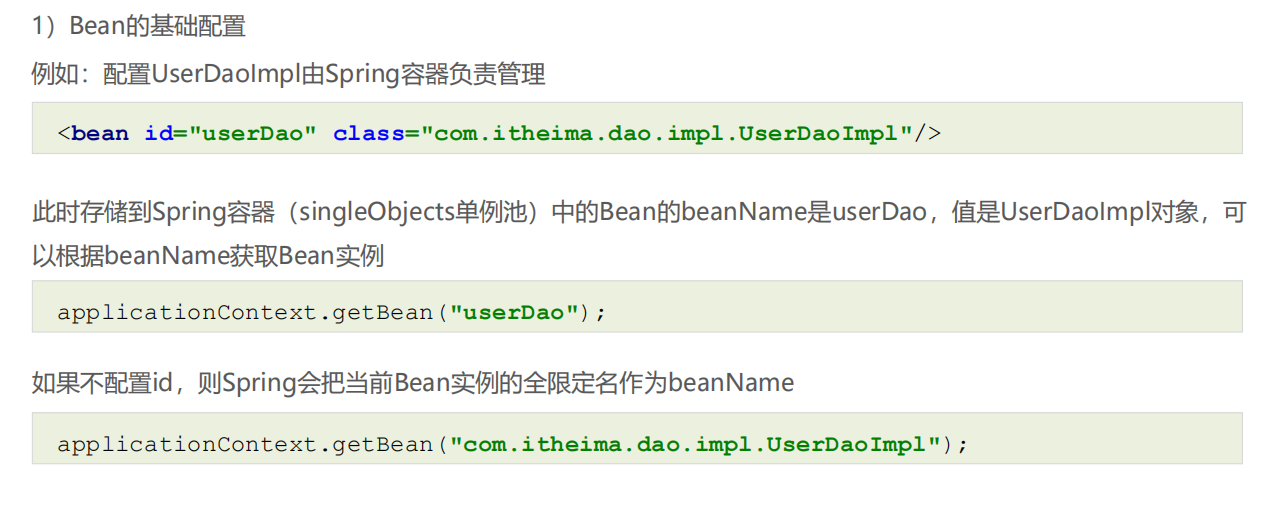 1）Bean的基础配置
例如：配置UserDaoImpl由Spring容器负责管理
<bean id="userDao" class="com.itheima.dao.impl.UserDaoImpl"/>
此时存储到Spring容器（singleObjects单例池）中的Bean的beanName是userDao，值是UserDaoImpl对象，可
以根据beanName获取Bean实例
applicationContext.getBean("userDao");
如果不配置id，则Spring会把当前Bean实例的全限定名作为beanName
applicationContext.getBean("com.itheima.dao.impl.UserDaoImpl");